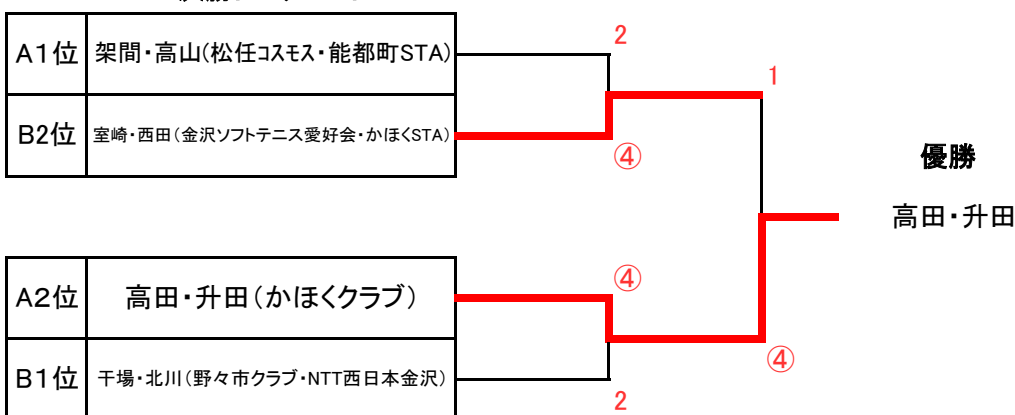 A1位 架間・高山(松任コスモス・能都町STA)
2
1
B2位 室崎・西田(金沢ソフトテニス愛好会・かほくSTA)
④
優勝
高田・升田
A2位 高田・升田(かほくクラブ)
④
④
B1位 干場・北川(野々市クラブ・NTT西日本金沢)
2